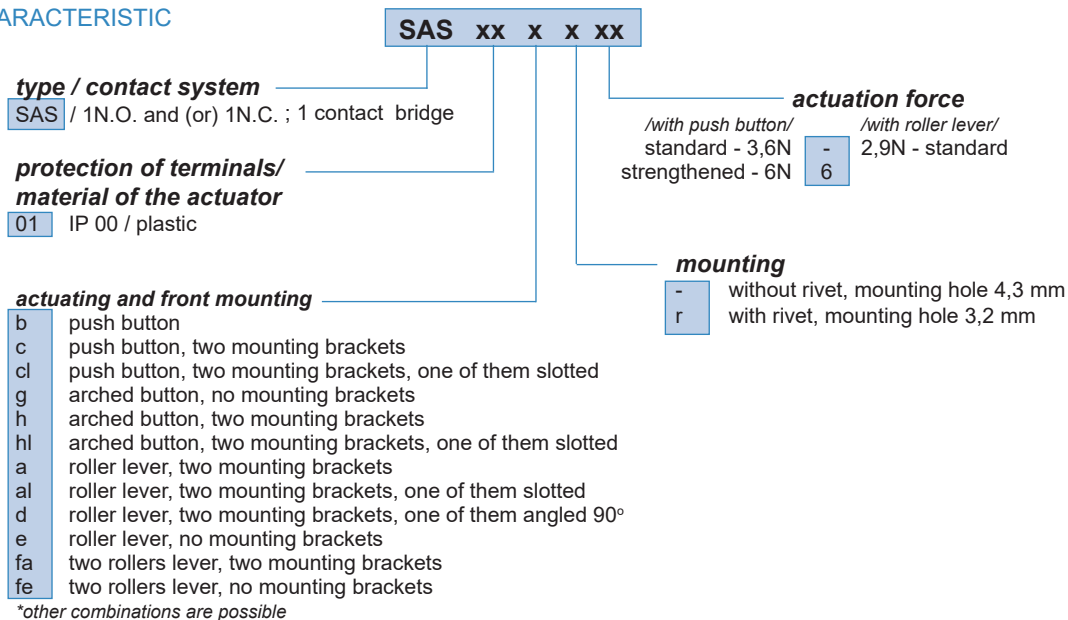 ARACTERISTIC
SAS xx x x xx
type / contact system
SAS / 1N.O. and (or) 1N.C. ; 1 contact bridge
protection of terminals/
material of the actuator
01 IP 00 / plastic
actuating and front mounting
b push button
c push button, two mounting brackets
cl push button, two mounting brackets, one of them slotted
g arched button, no mounting brackets
h arched button, two mounting brackets
hl arched button, two mounting brackets, one of them slotted
a roller lever, two mounting brackets
al roller lever, two mounting brackets, one of them slotted
d roller lever, two mounting brackets, one of them angled 90°
e roller lever, no mounting brackets
fa two rollers lever, two mounting brackets
fe two rollers lever, no mounting brackets
*other combinations are possible
actuation force
/with push button/ /with roller lever/
standard - 3,6N - 2,9N - standard
strengthened - 6N 6
mounting
- without rivet, mounting hole 4,3 mm
r with rivet, mounting hole 3,2 mm